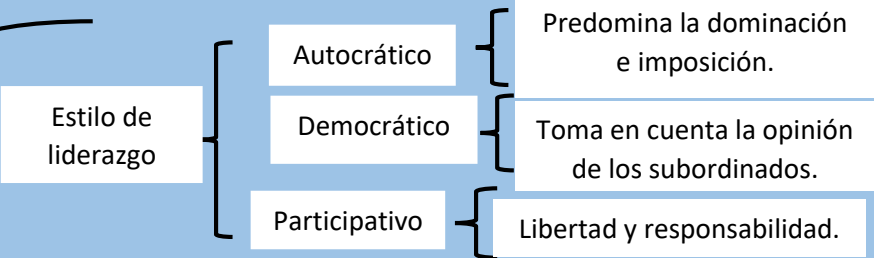 Estilo de
liderazgo
Autocrático
Predomina la dominación
e imposición.
Democrático
Toma en cuenta la opinión
de los subordinados.
Participativo
Libertad y responsabilidad.